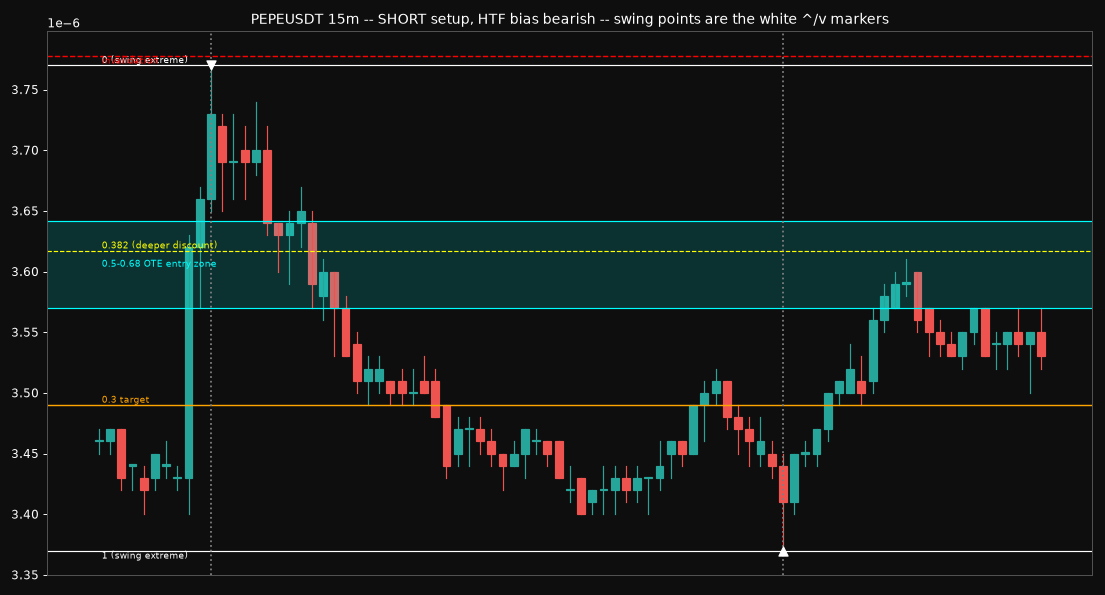 PEPEUSDT 15m -- SHORT setup, HTF bias bearish -- swing points are the white ^/v markers
1e−6
0 (swing extreme)
3.75
3.70
3.65
0.382 (deeper discount)
0.5-0.68 OTE entry zone
3.60
3.55
3.50
0.3 target
3.45
3.40
1 (swing extreme)
3.35